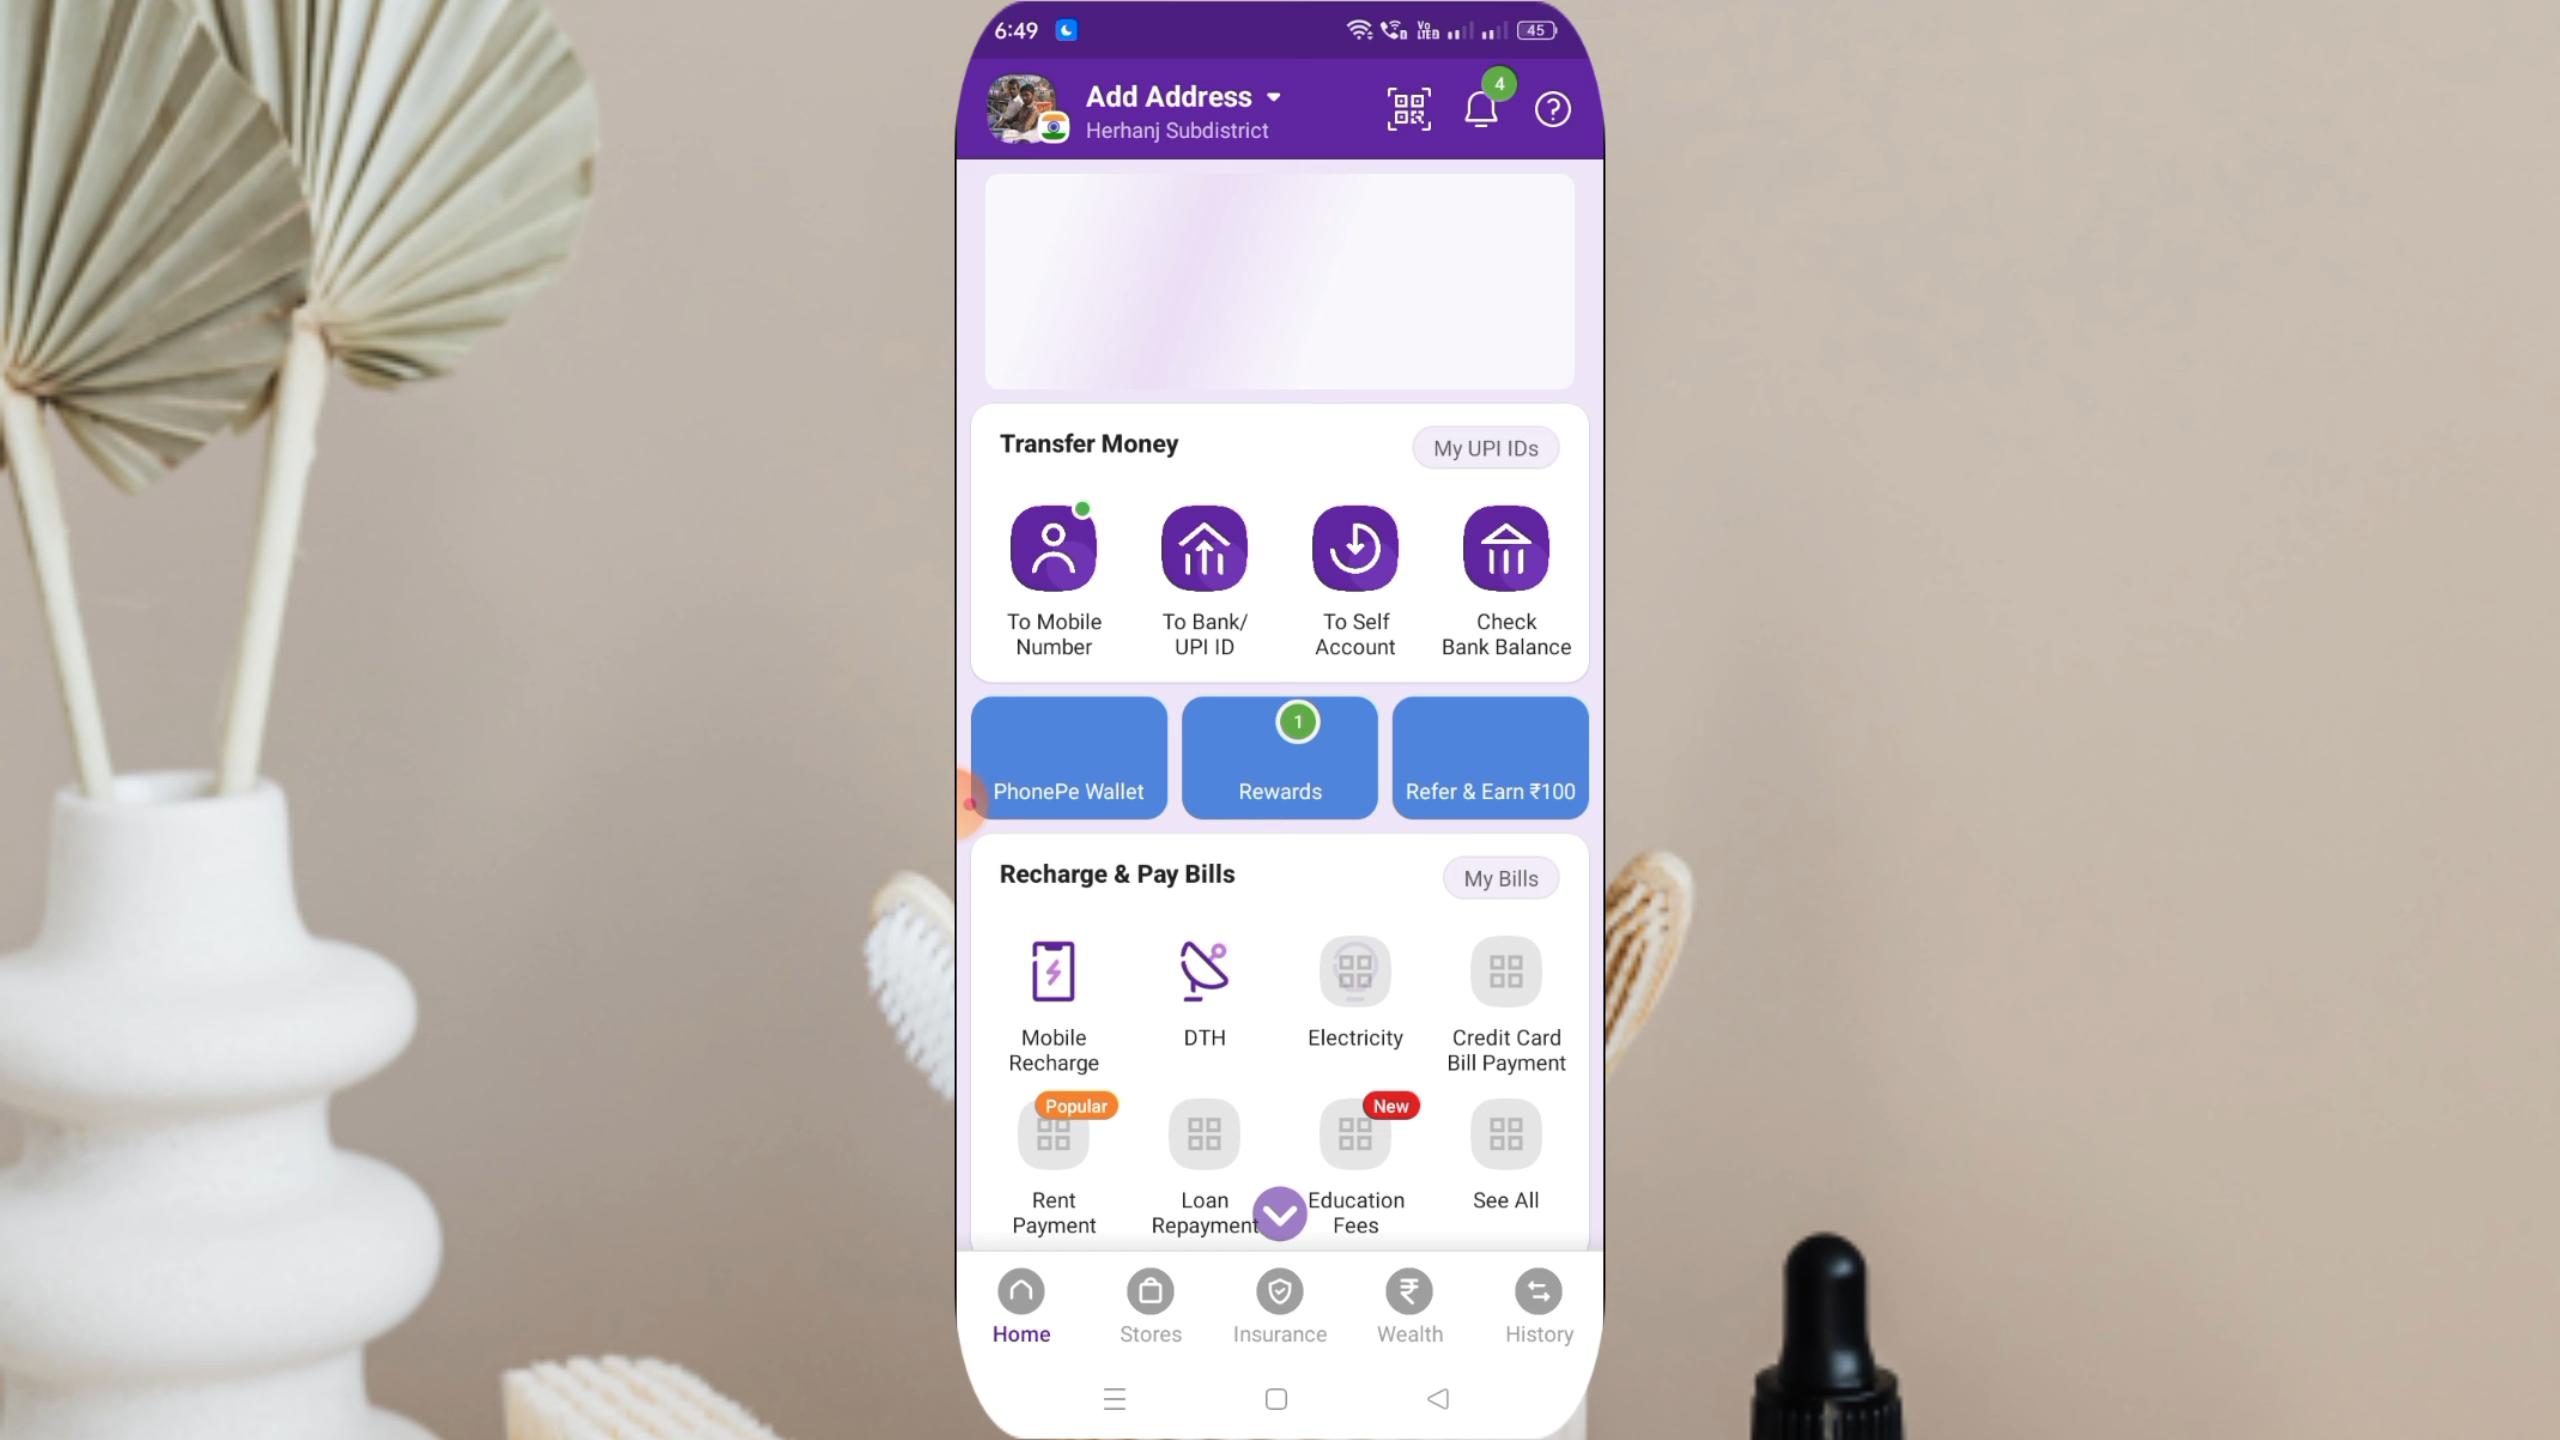 6:49
Vo
LTE
45
Add Address
4
Herhanj Subdistrict
Transfer Money
My UPI IDs
To Mobile
Number
To Bank/
UPI ID
To Self
Account
Check
Bank Balance
PhonePe Wallet
1
Rewards
Refer & Earn ₹100
Recharge & Pay Bills
My Bills
Mobile
Recharge
DTH
Electricity
Credit Card
Bill Payment
Popular
New
Rent
Payment
Loan
Repayment
Education
Fees
See All
Home
Stores
Insurance
Wealth
History